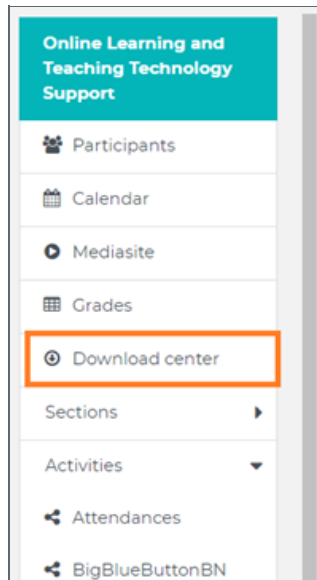 Online Learning and
Teaching Technology
Support
Participants
Calendar
Mediasite
Grades
Download center
Sections
Activities
Attendances
BigBlueButtonBN